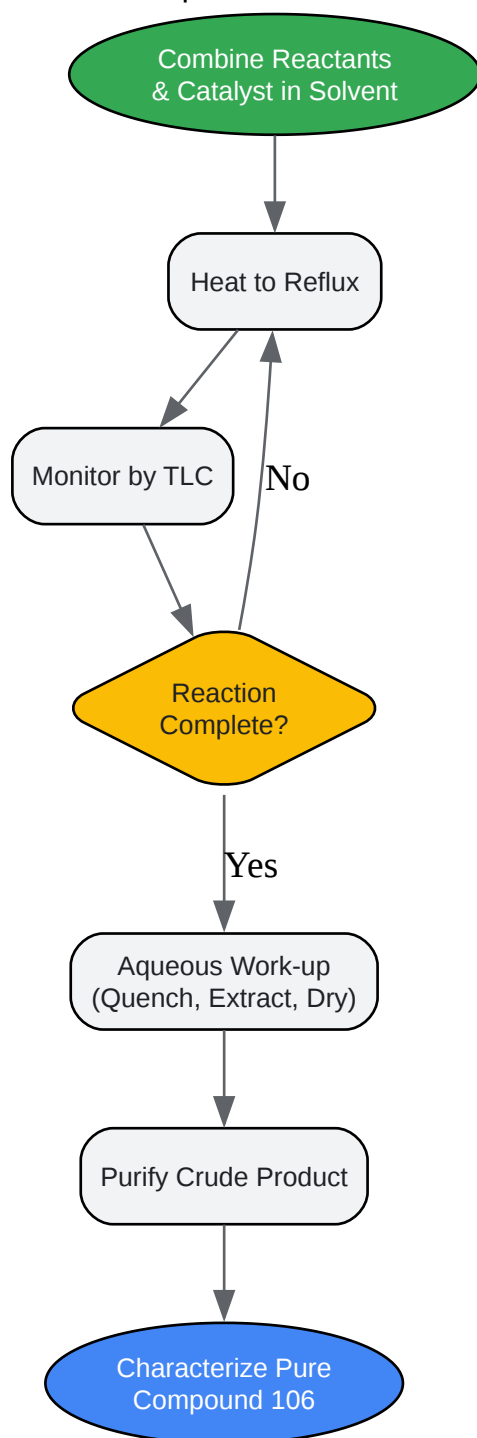 Combine Reactants
& Catalyst in Solvent
Heat to Reflux
Monitor by TLC
No
Reaction
Complete?
Yes
Aqueous Work-up
(Quench, Extract, Dry)
Purify Crude Product
Characterize Pure
Compound 106